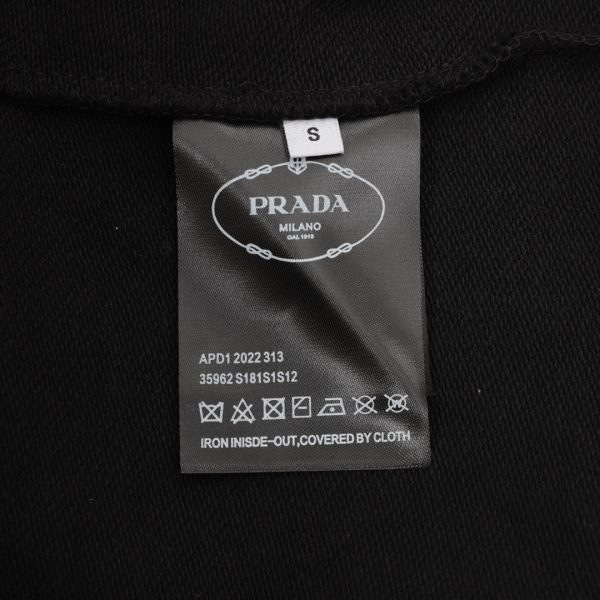 S
PRADA
MILANO
DAL 1913
APD1 2022 313
35962 S181S1S12
IRON INISDE-OUT,COVERED BY CLOTH